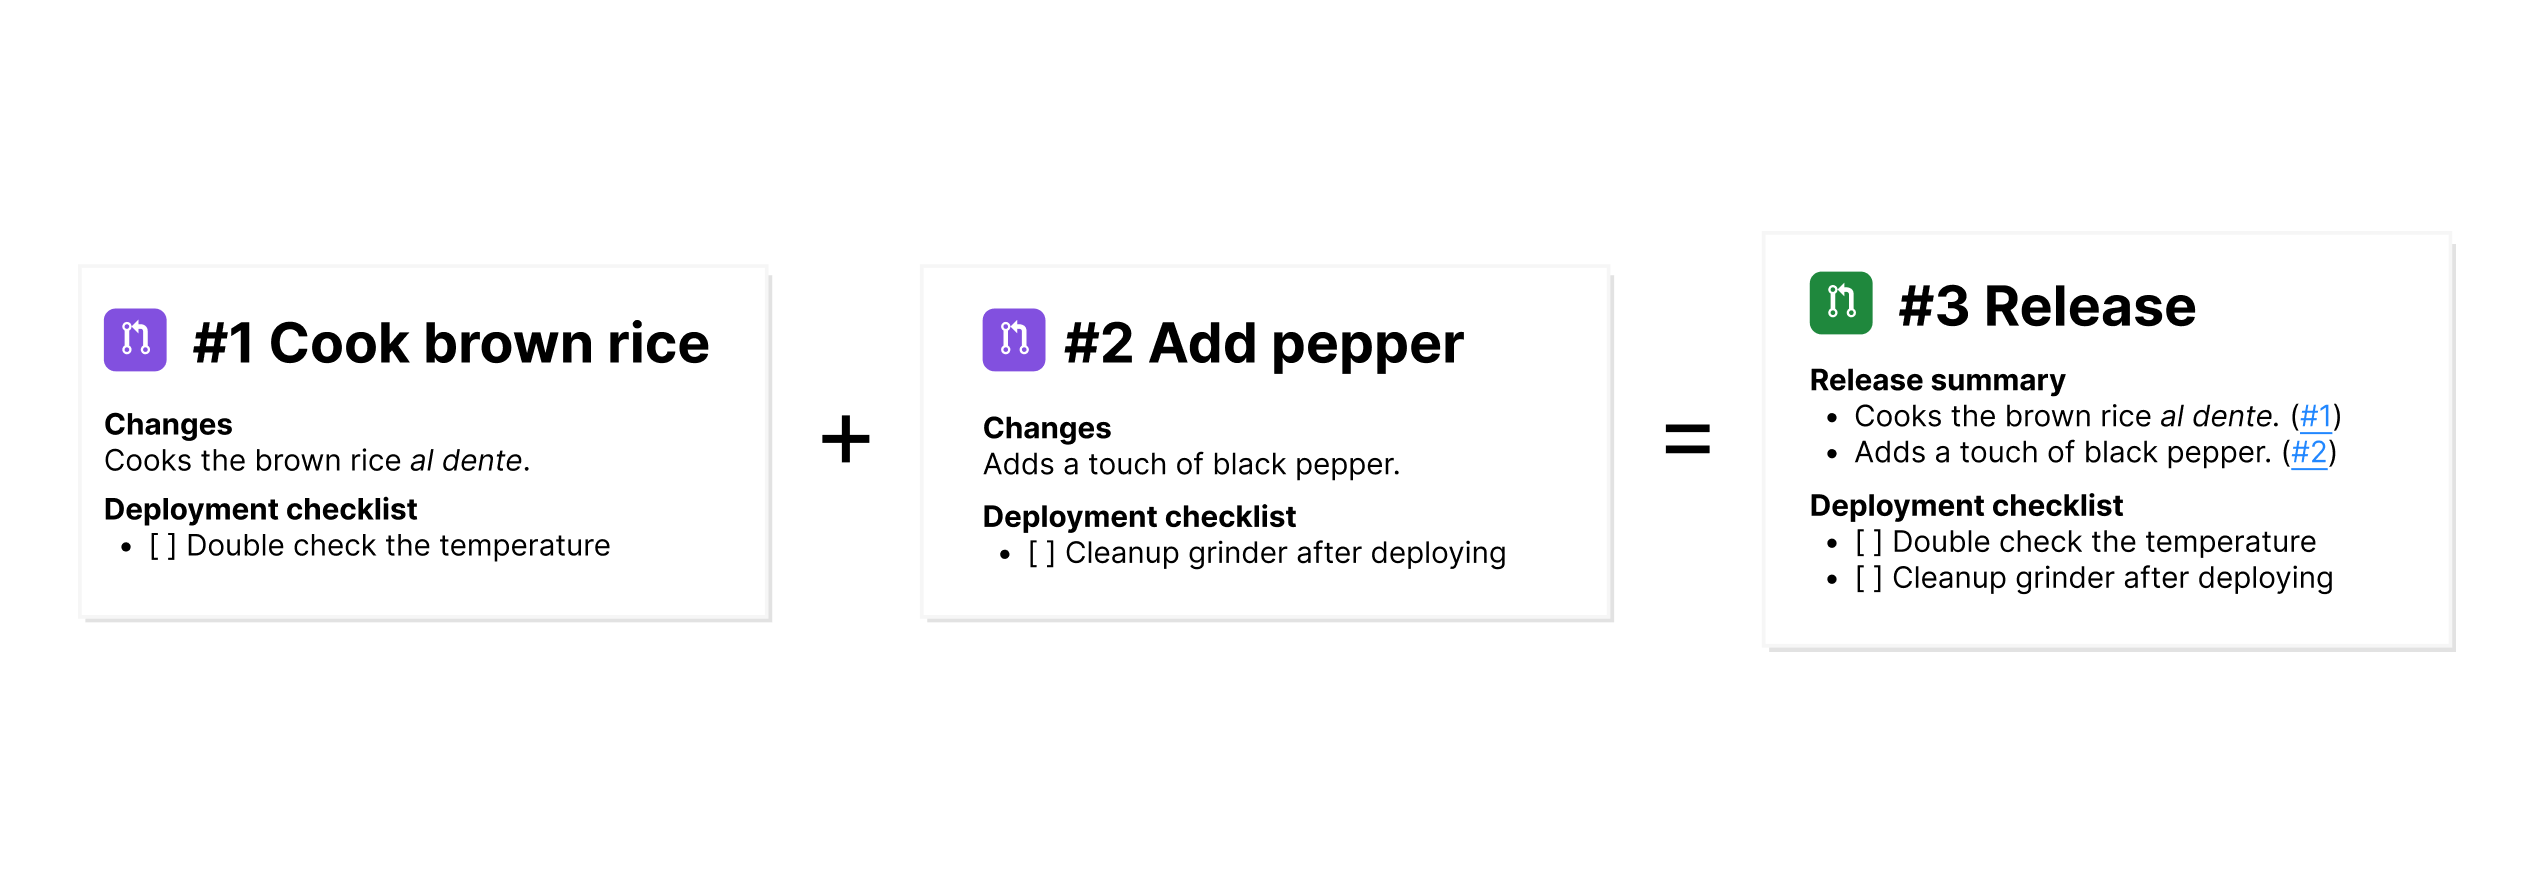 #1 Cook brown rice
Changes
Cooks the brown rice al dente.
Deployment checklist
• [ ] Double check the temperature
+
#2 Add pepper
Changes
Adds a touch of black pepper.
Deployment checklist
• [ ] Cleanup grinder after deploying
=
#3 Release
Release summary
• Cooks the brown rice al dente. (#1)
• Adds a touch of black pepper. (#2)
Deployment checklist
• [ ] Double check the temperature
• [ ] Cleanup grinder after deploying